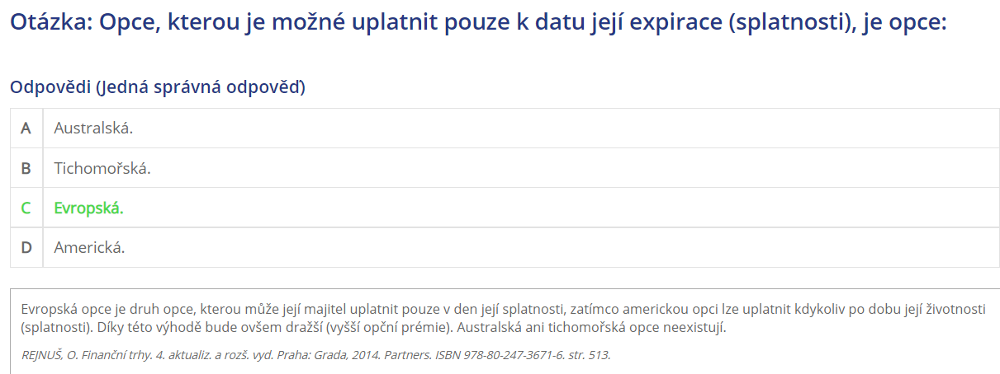 Otázka: Opce, kterou je možné uplatnit pouze k datu její expirace (splatnosti), je opce:
Odpovědi (Jedná správná odpověď)
A Australská.
B Tichomořská.
C Evropská.
D Americká.
Evropská opce je druh opce, kterou může její majitel uplatnit pouze v den její splatnosti, zatímco americkou opci lze uplatnit kdykoliv po dobu její životnosti
(splatnosti). Díky této výhodě bude ovšem dražší (vyšší opční prémie). Australská ani tichomořská opce neexistují.
REJNUŠ, O. Finanční trhy. 4. aktualiz. a rozš. vyd. Praha: Grada, 2014. Partners. ISBN 978-80-247-3671-6. str. 513.